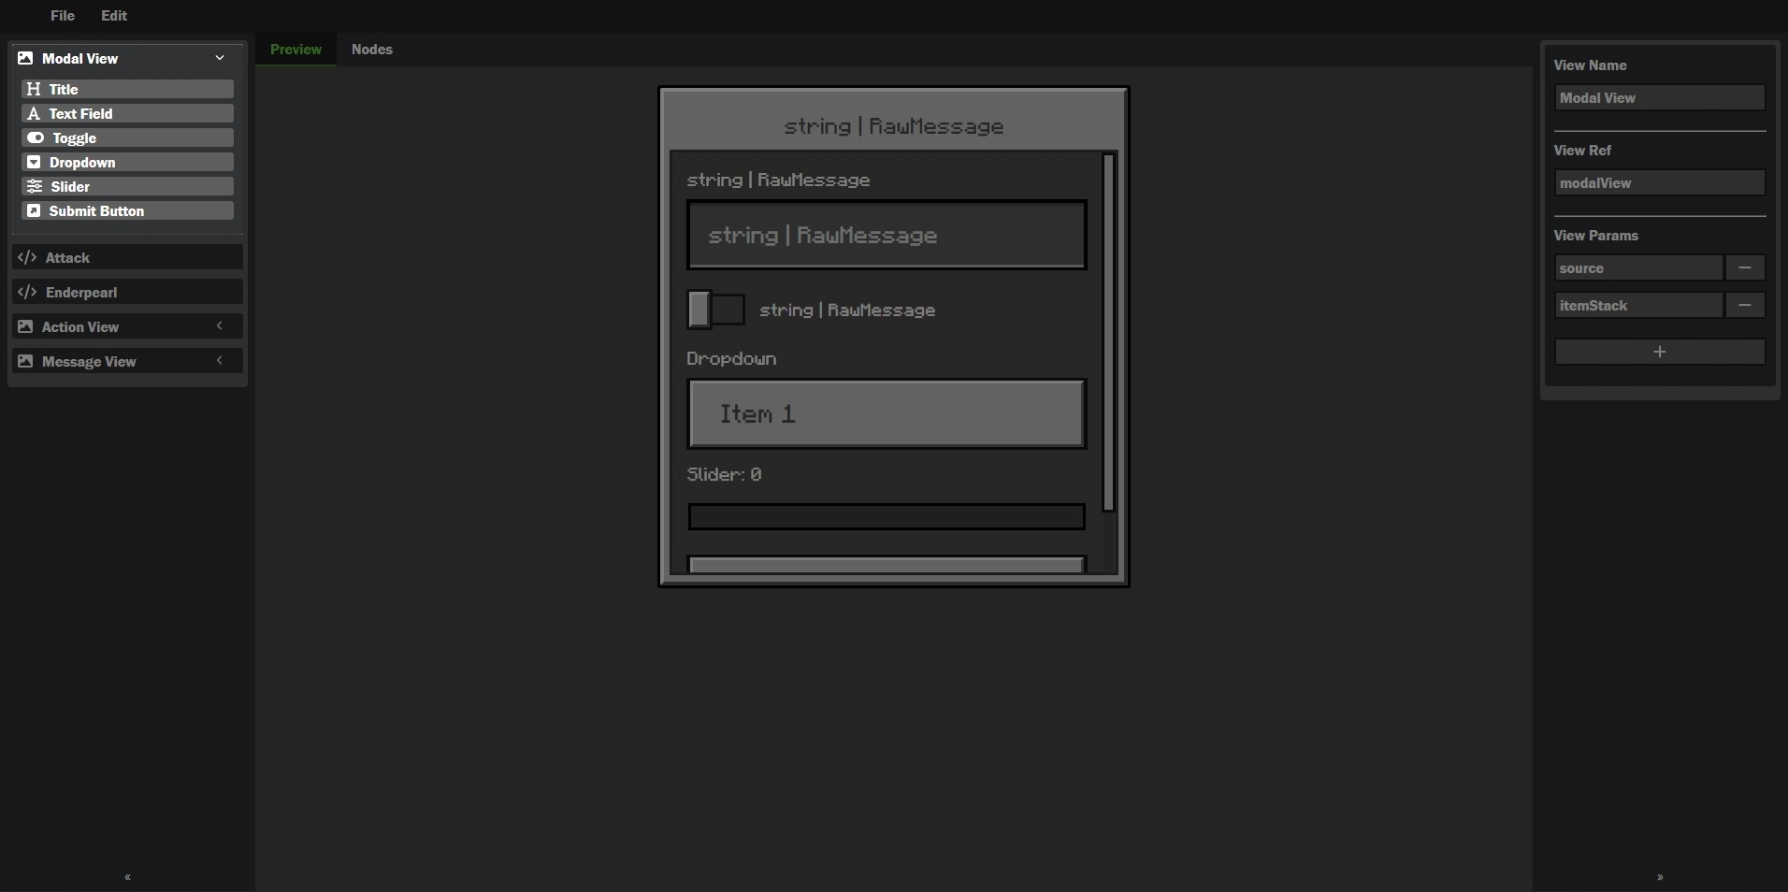 File Edit
Modal View
Title
Text Field
Toggle
Dropdown
Slider
Submit Button
</> Attack
</> Enderpearl
Action View
Message View
«
Preview Nodes
string | RawMessage
string | RawMessage
string | RawMessage
string | RawMessage
Dropdown
Item 1
Slider: 0
View Name
Modal View
View Ref
modalView
View Params
source
itemStack
+
»